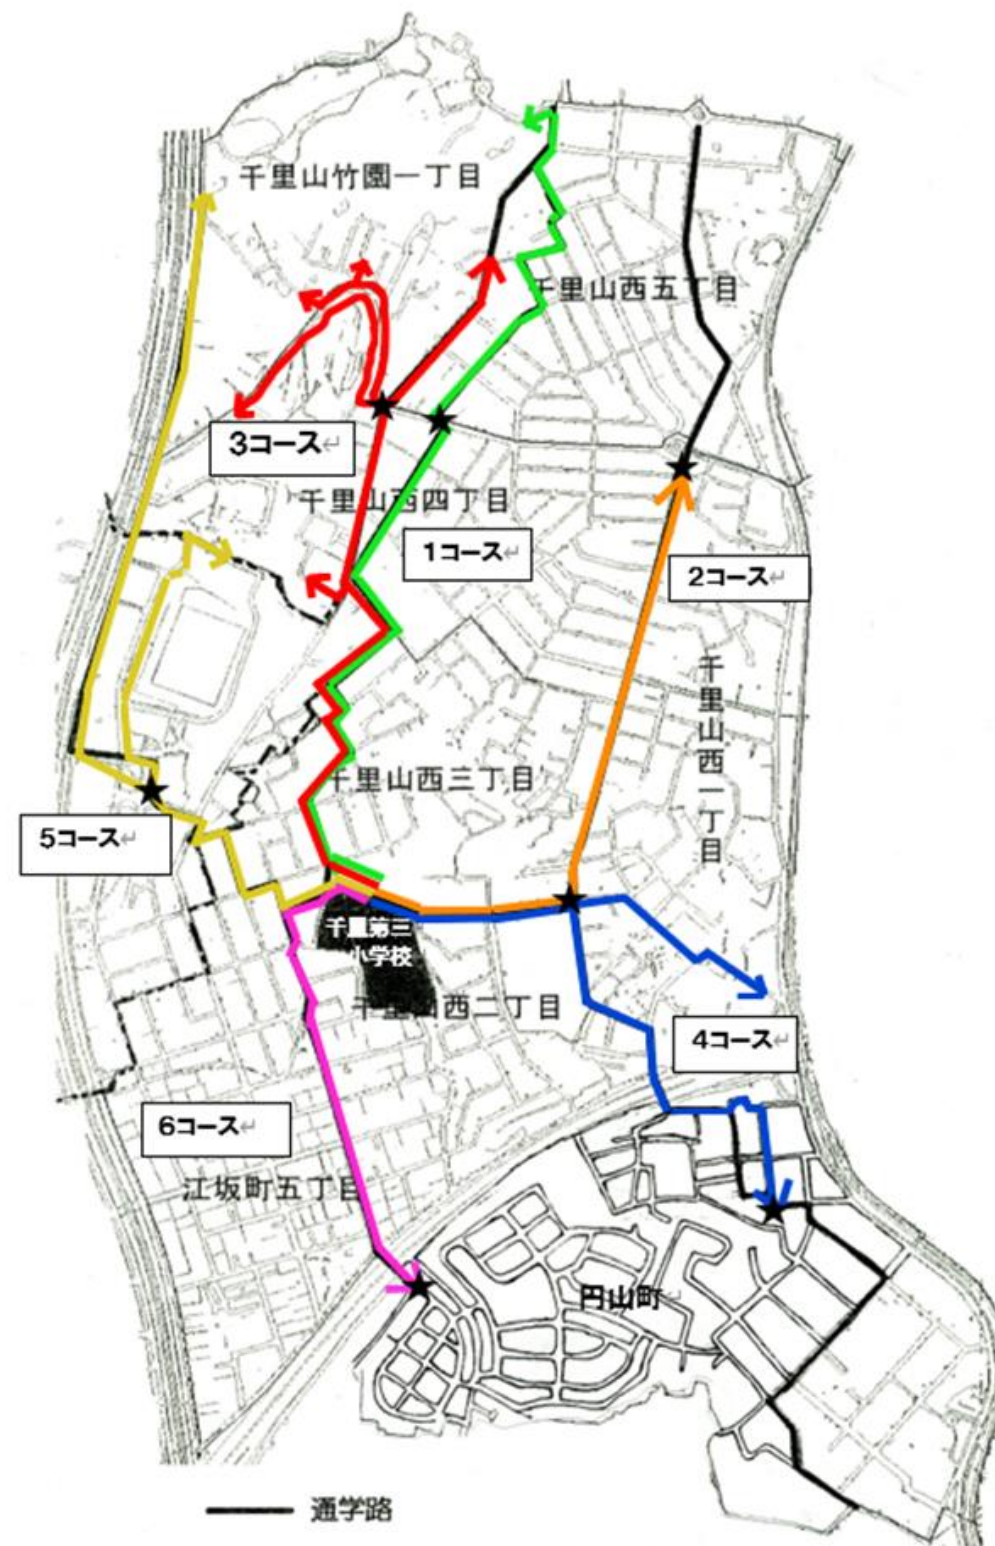 千里山竹園一丁目
千里山西五丁目
3コース↵
千里山西四丁目
1コース↵
2コース↵
千里山西一丁目
千里山西三丁目
5コース↵
千里第三
小学校
千里山西二丁目
4コース↵
6コース↵
江坂町五丁目
円山町↵
通学路